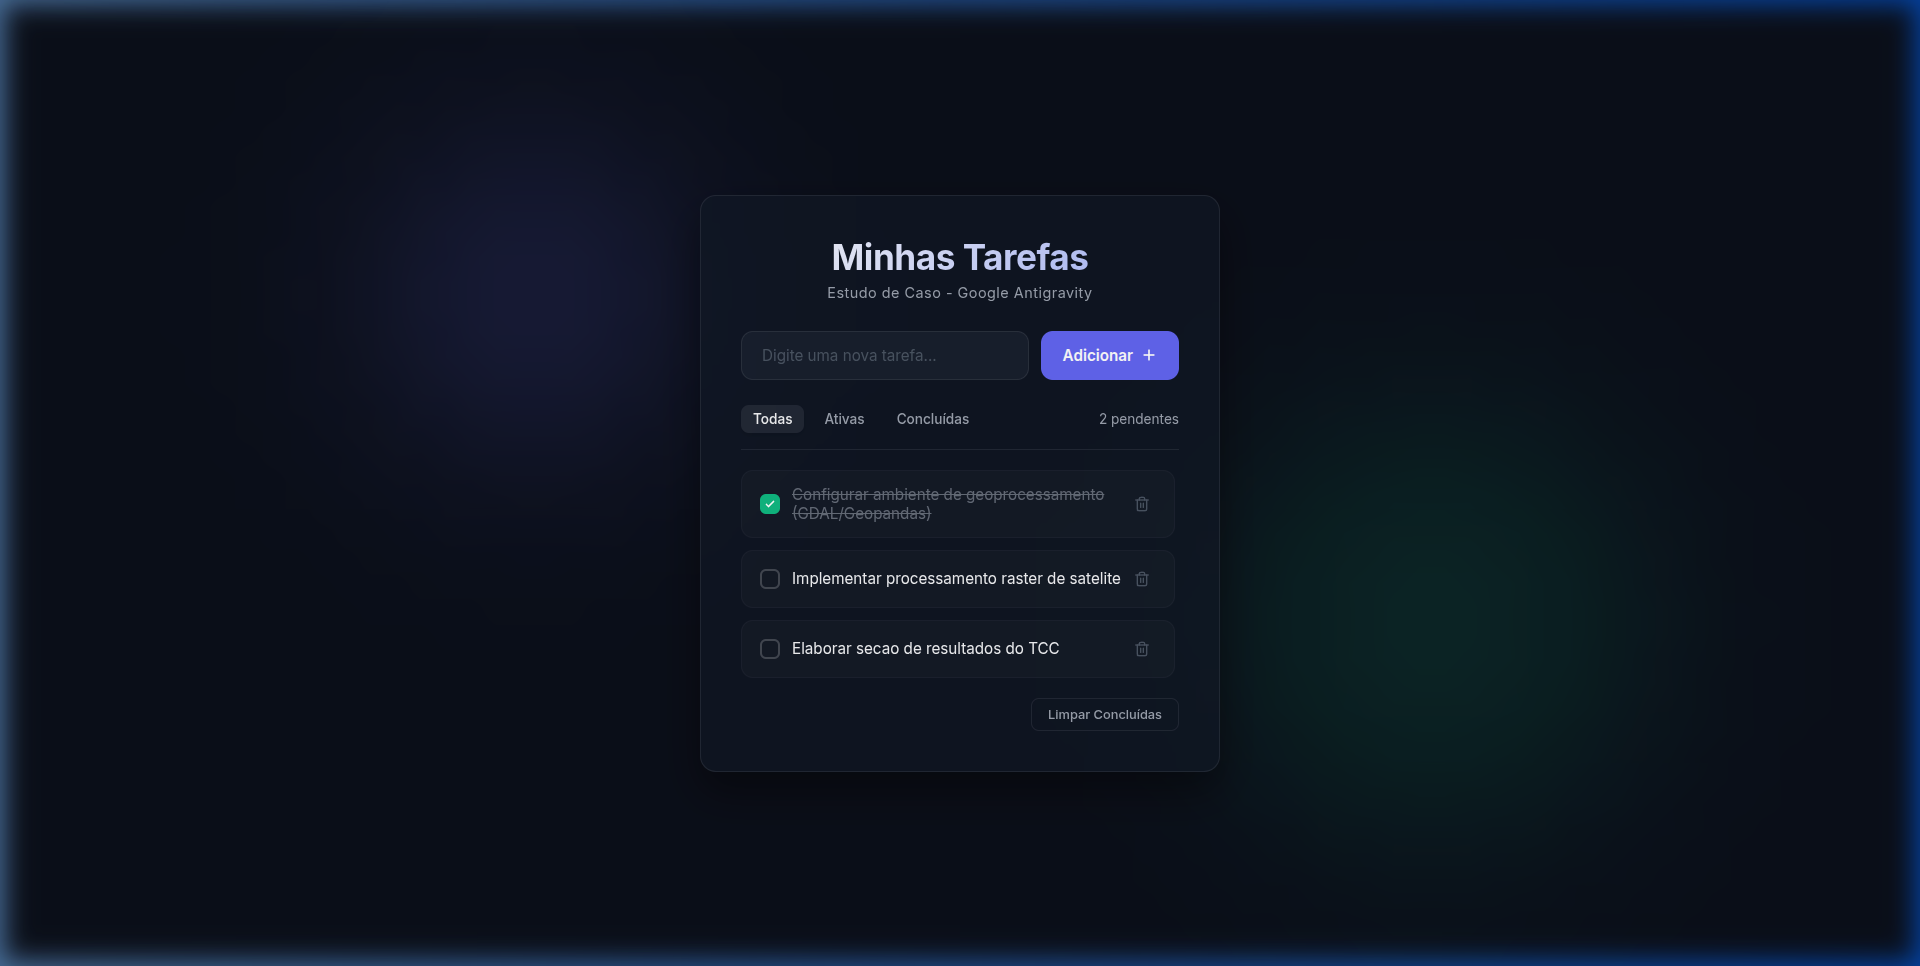 Minhas Tarefas
Estudo de Caso - Google Antigravity
Digite uma nova tarefa...
Adicionar +
Todas Ativas Concluídas 2 pendentes
Configurar ambiente de geoprocessamento
(GDAL/Geopandas)
Implementar processamento raster de satelite
Elaborar secao de resultados do TCC
Limpar Concluídas